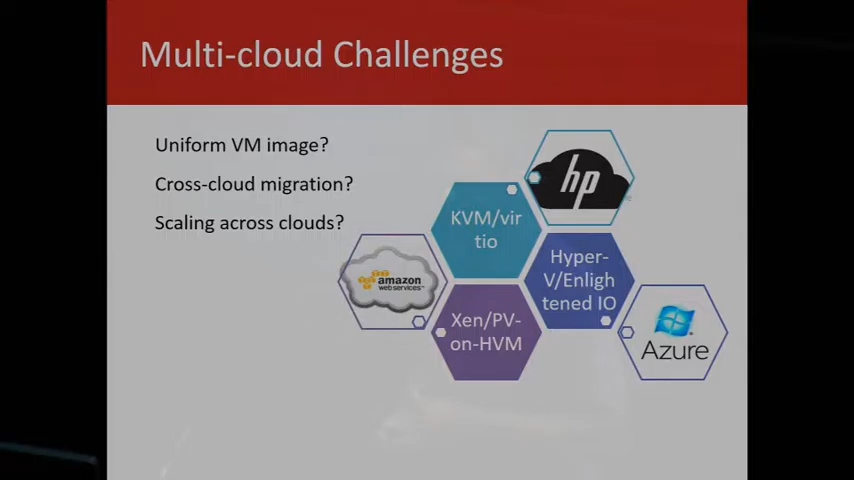 Multi-cloud Challenges
Uniform VM image?
Cross-cloud migration?
Scaling across clouds?
hp
KVM/vir
tio
Hyper-
V/Enligh
tened IO
amazon
web services™
Xen/PV-
on-HVM
Azure